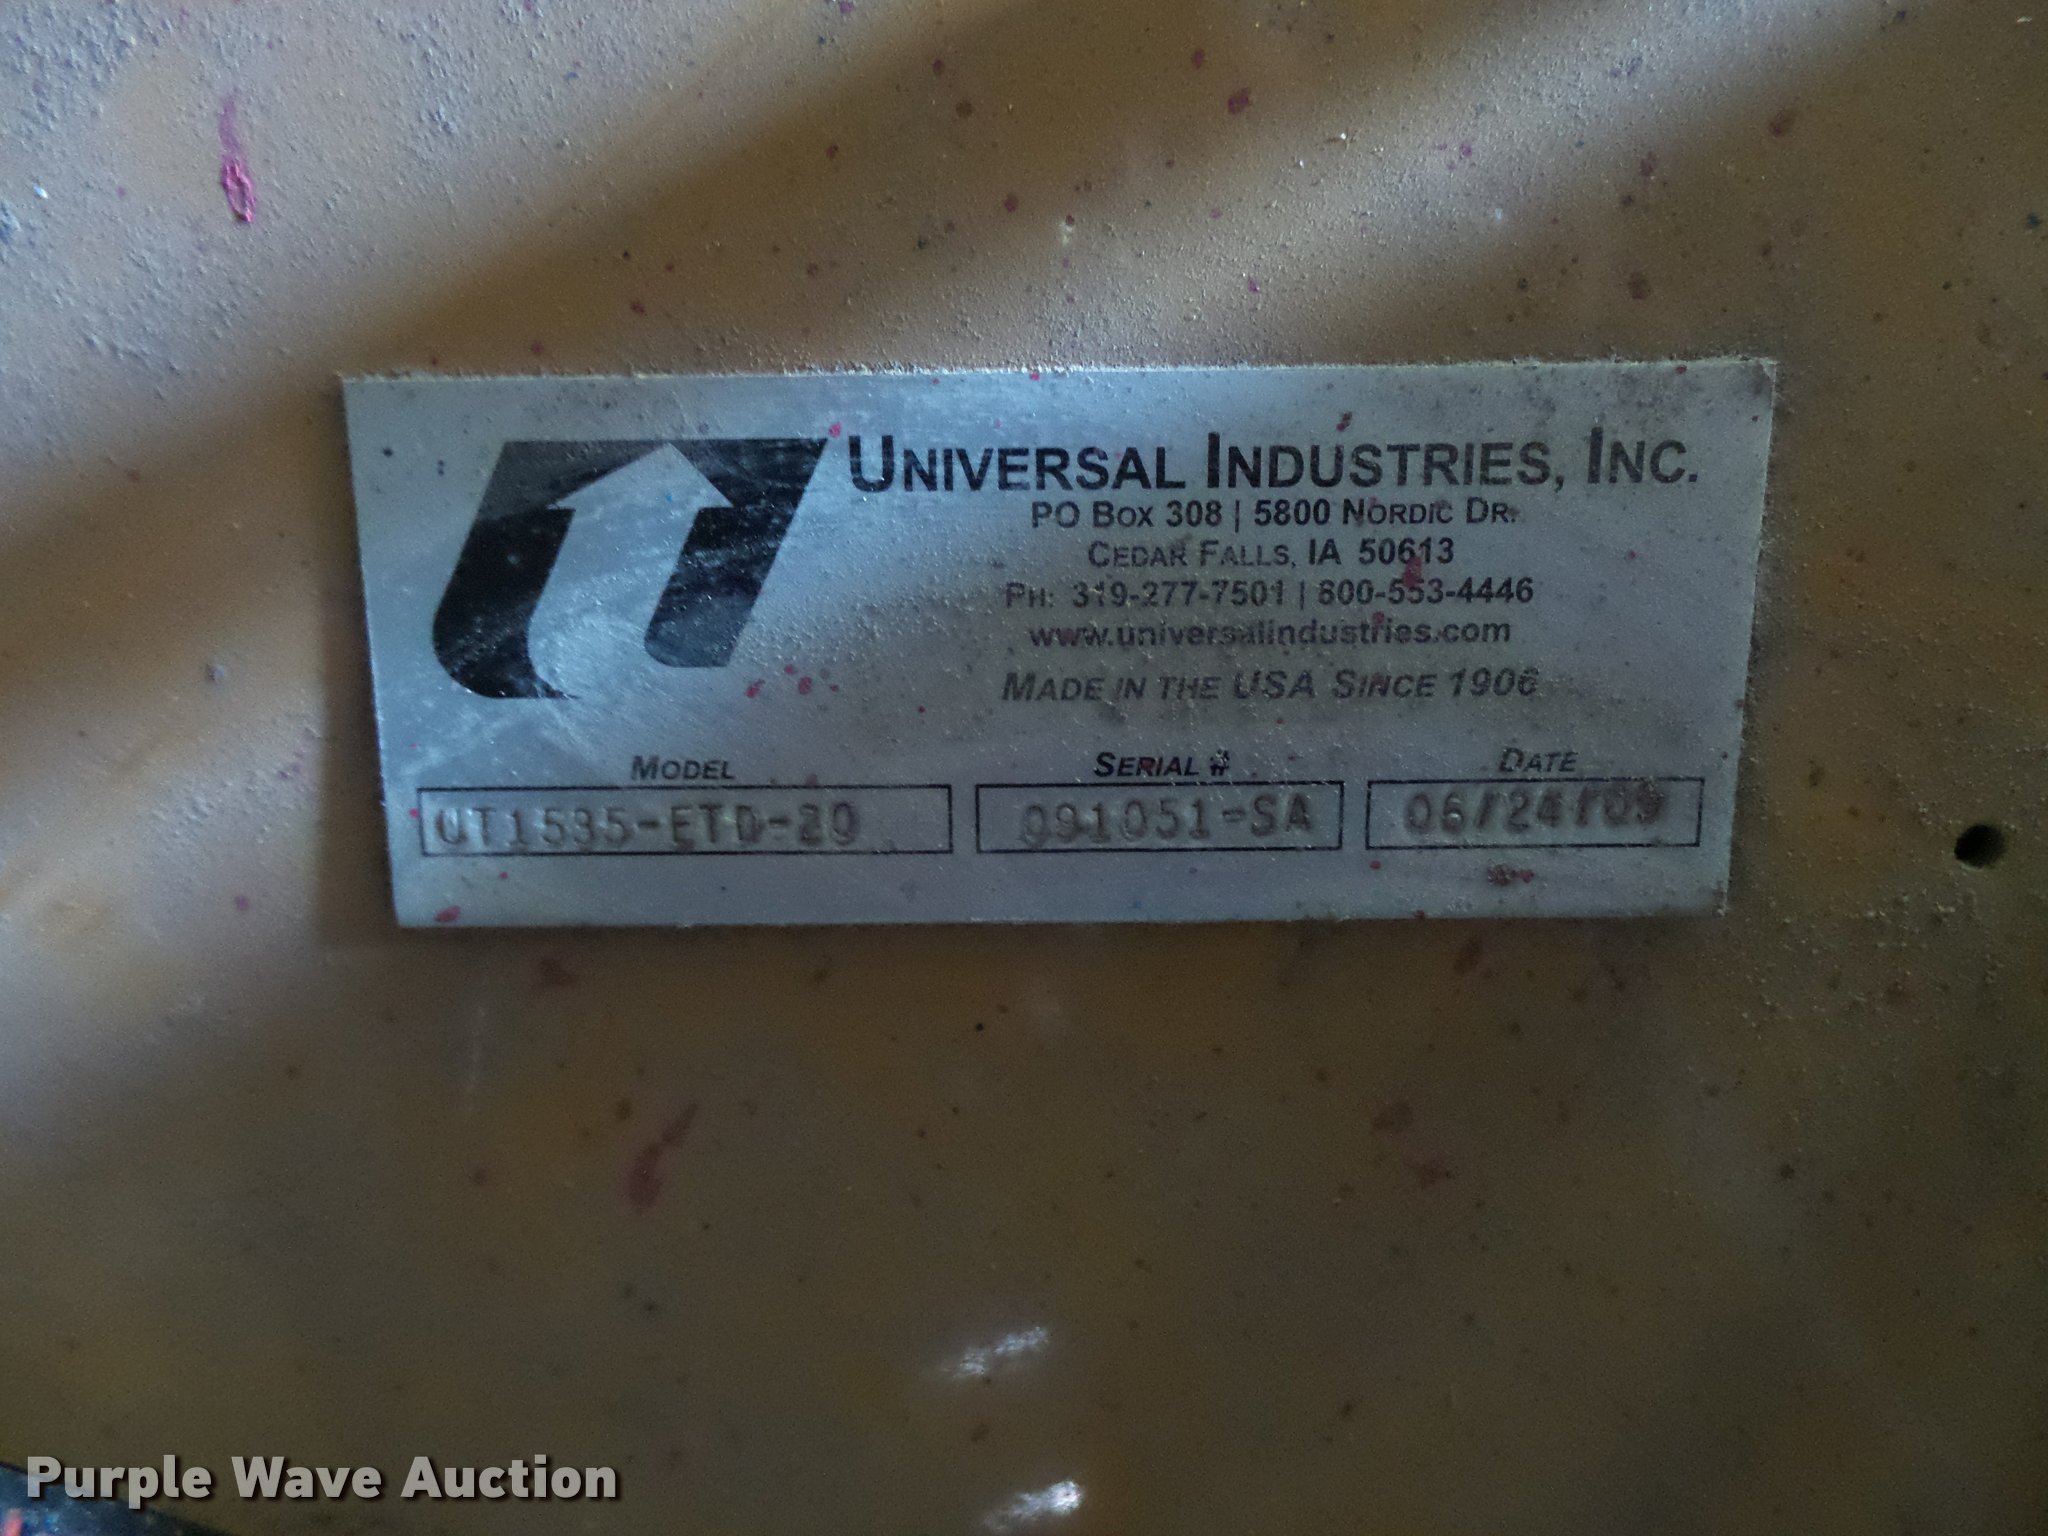 UNIVERSAL INDUSTRIES, INC.
PO BOX 308 | 5800 NORDIC DR.
CEDAR FALLS, IA 50613
PH: 319-277-7501 | 800-553-4446
www.universalindustries.com
MADE IN THE USA SINCE 1906
MODEL SERIAL # DATE
UT1535-ETD-20 091051-SA 06/24/09
Purple Wave Auction